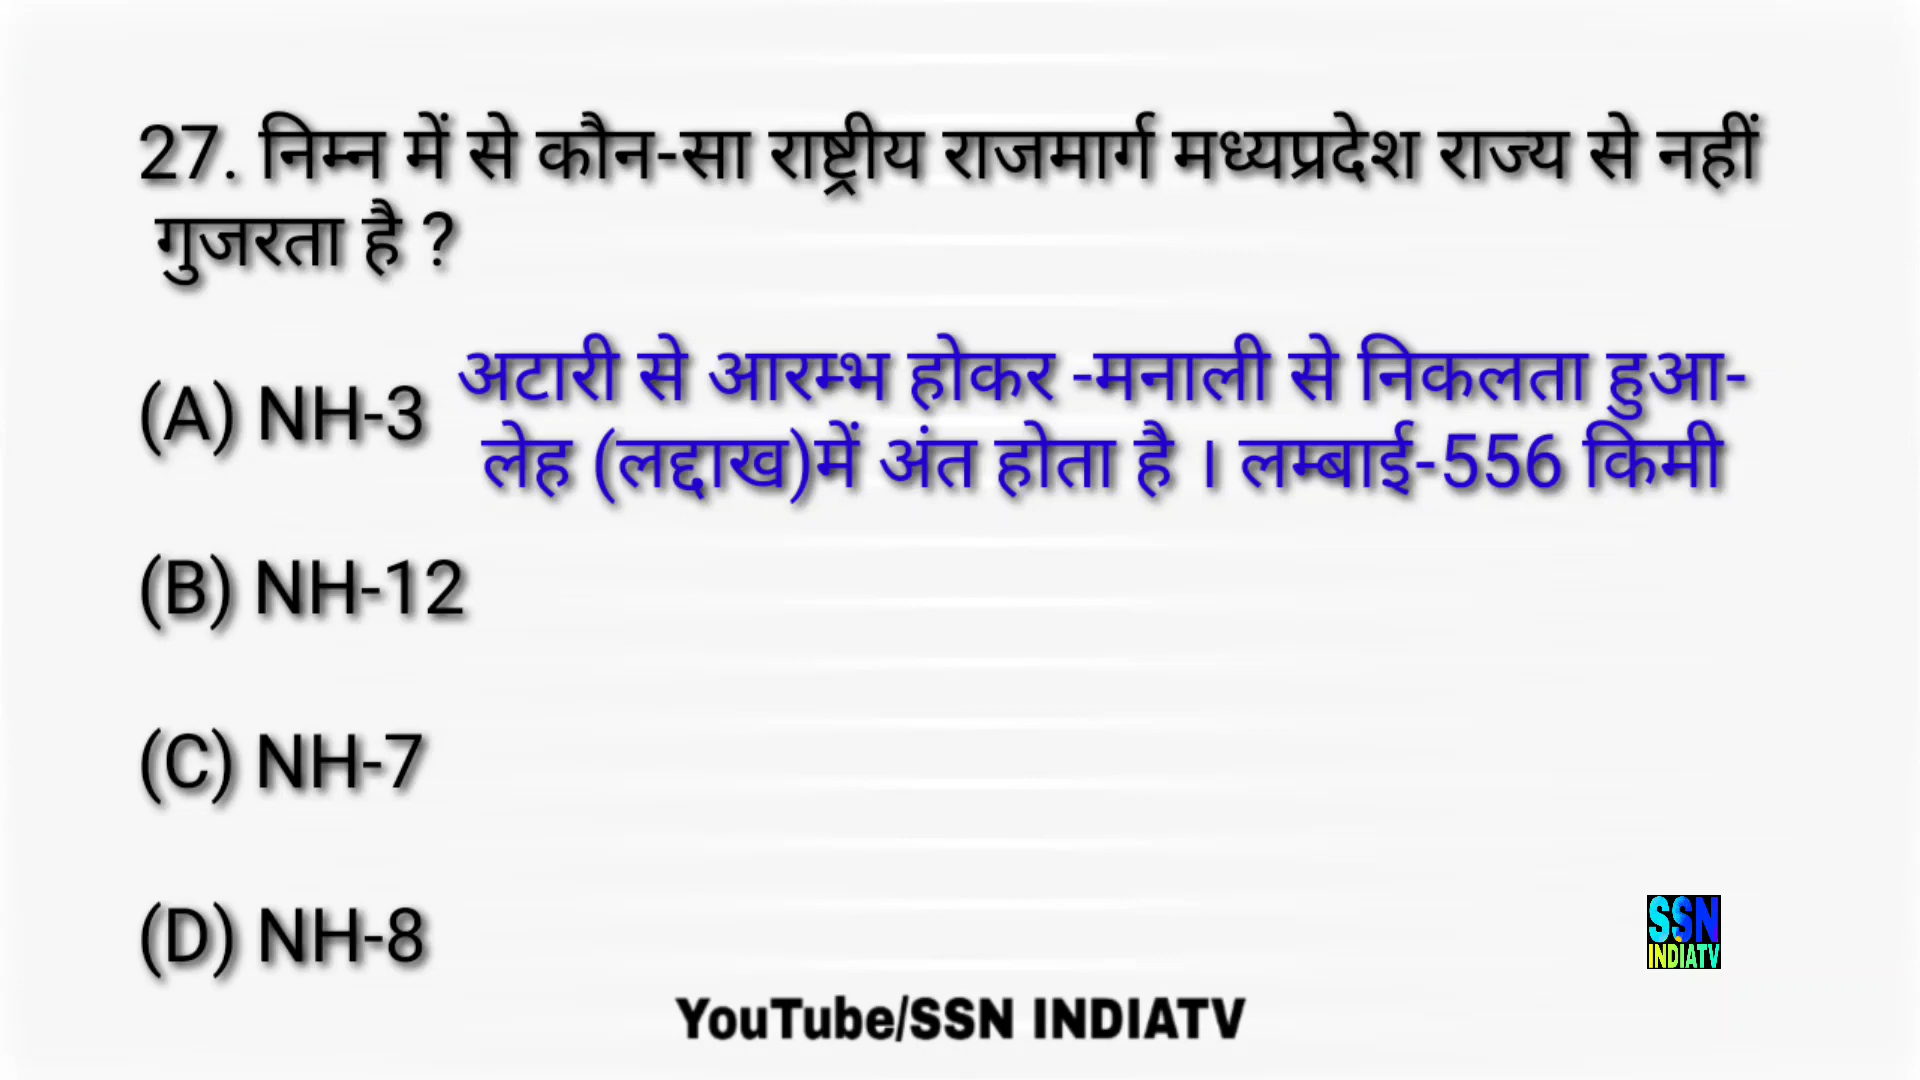 27. निम्न में से कौन-सा राष्ट्रीय राजमार्ग मध्यप्रदेश राज्य से नहीं
गुजरता है ?
(A) NH-3
अटारी से आरम्भ होकर -मनाली से निकलता हुआ-
लेह (लद्दाख)में अंत होता है । लम्बाई-556 किमी
(B) NH-12
(C) NH-7
(D) NH-8
SSN
INDIATV
YouTube/SSN INDIATV